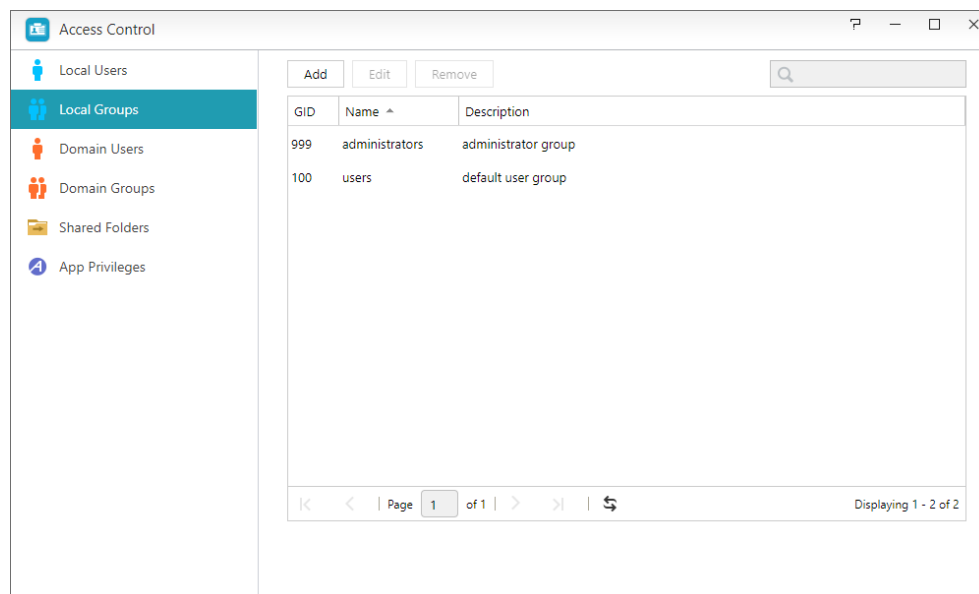 Access Control
Local Users
Local Groups
Domain Users
Domain Groups
Shared Folders
App Privileges
Add Edit Remove
GID Name Description
999 administrators administrator group
100 users default user group
Page 1 of 1
Displaying 1 - 2 of 2